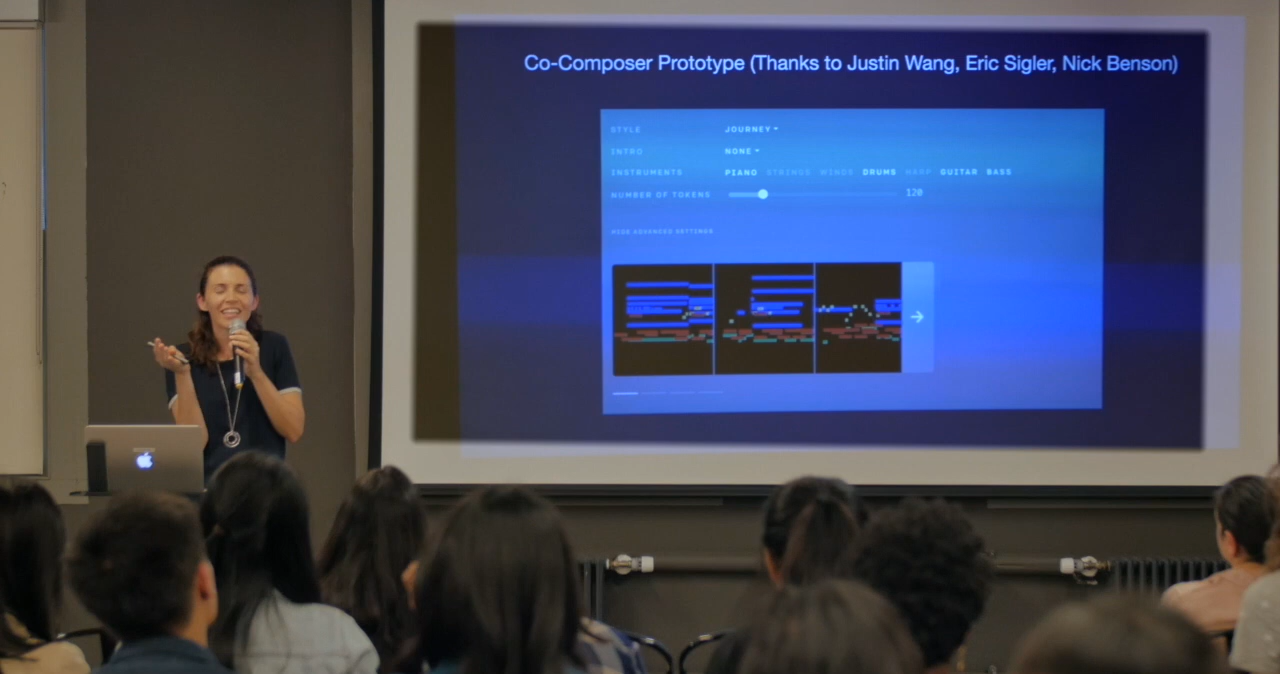 Co-Composer Prototype (Thanks to Justin Wang, Eric Sigler, Nick Benson)
STYLE JOURNEY
INTRO NONE
INSTRUMENTS PIANO STRINGS WINDS DRUMS HARP GUITAR BASS
NUMBER OF TOKENS 120
HIDE ADVANCED SETTINGS